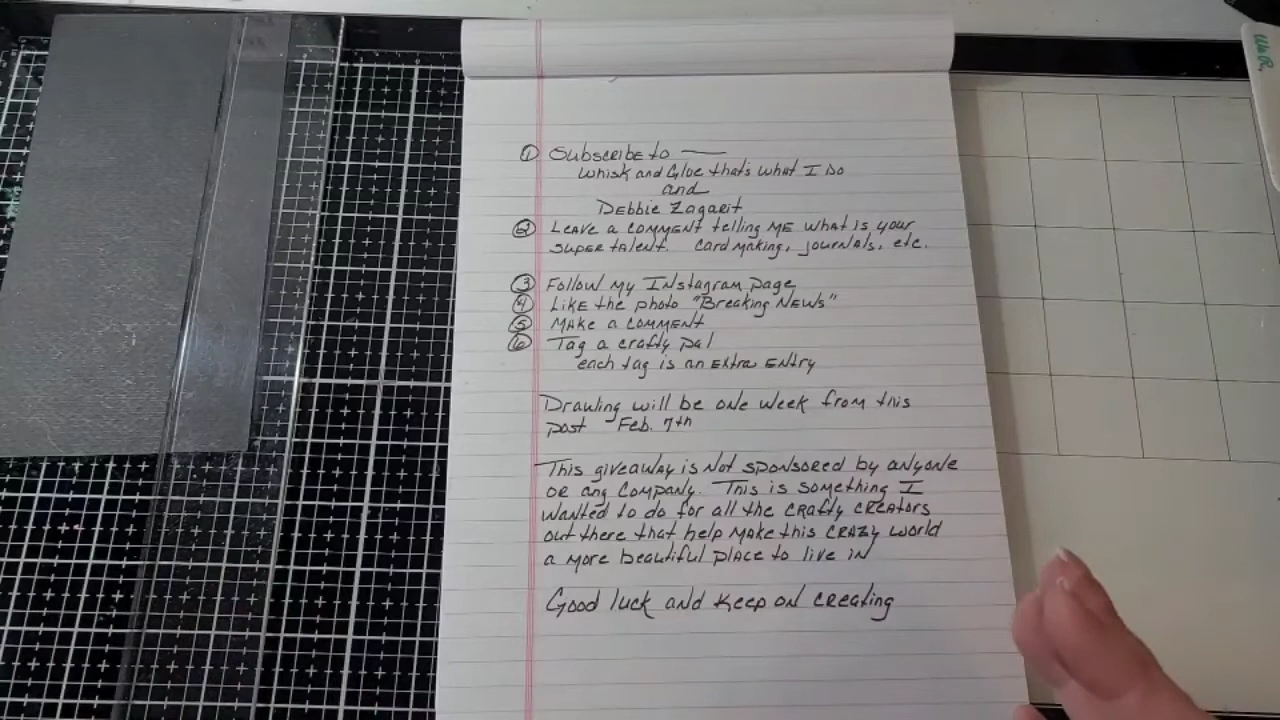 ① Subscribe to —
Whisk and Glue that's what I Do
and
Debbie Zagarit
② Leave a comment telling me what is your
super talent. Card making, journals, etc.
③ Follow my Instagram page
④ Like the photo "Breaking News"
⑤ Make a comment
⑥ Tag a crafty pal
each tag is an extra entry
Drawling will be one week from this
post Feb. 7th
This giveaway is not sponsored by anyone
or any company. This is something I
wanted to do for all the crafty creators
out there that help make this crazy world
a more beautiful place to live in
Good luck and keep on creating